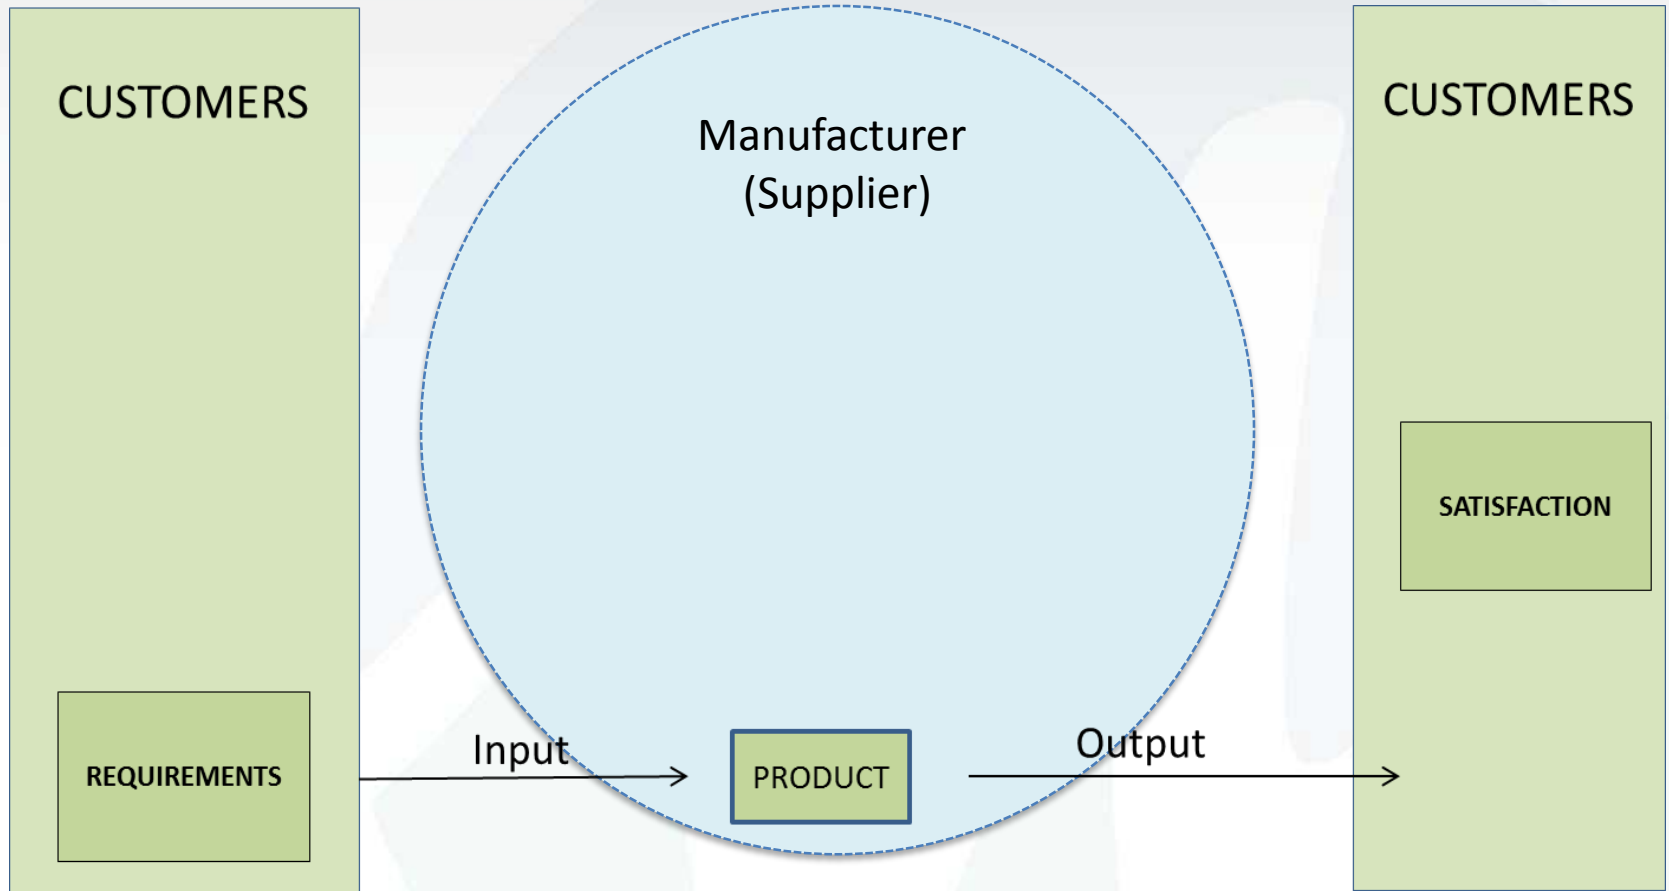 CUSTOMERS
REQUIREMENTS
Manufacturer
(Supplier)
Input
PRODUCT
Output
CUSTOMERS
SATISFACTION